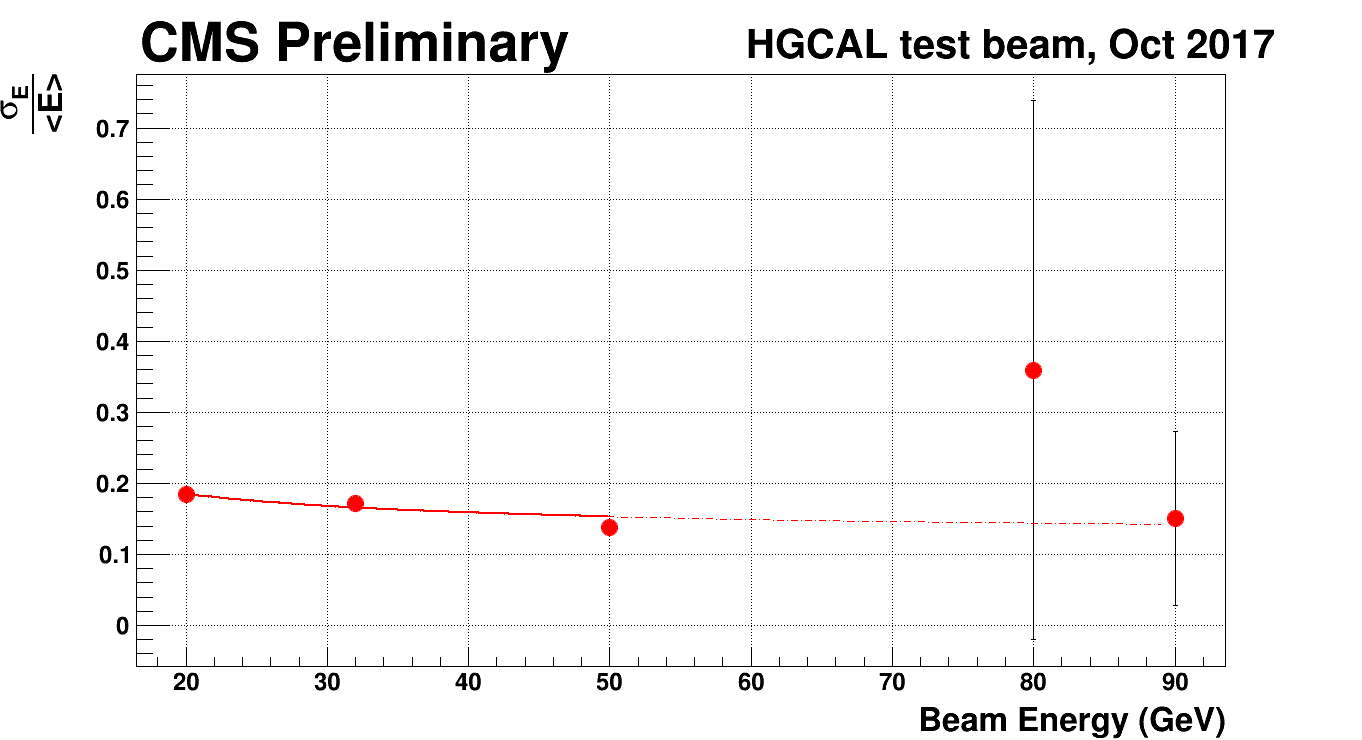 CMS Preliminary
HGCAL test beam, Oct 2017
σE
<E>
0.7
0.6
0.5
0.4
0.3
0.2
0.1
0
20 30 40 50 60 70 80 90
Beam Energy (GeV)